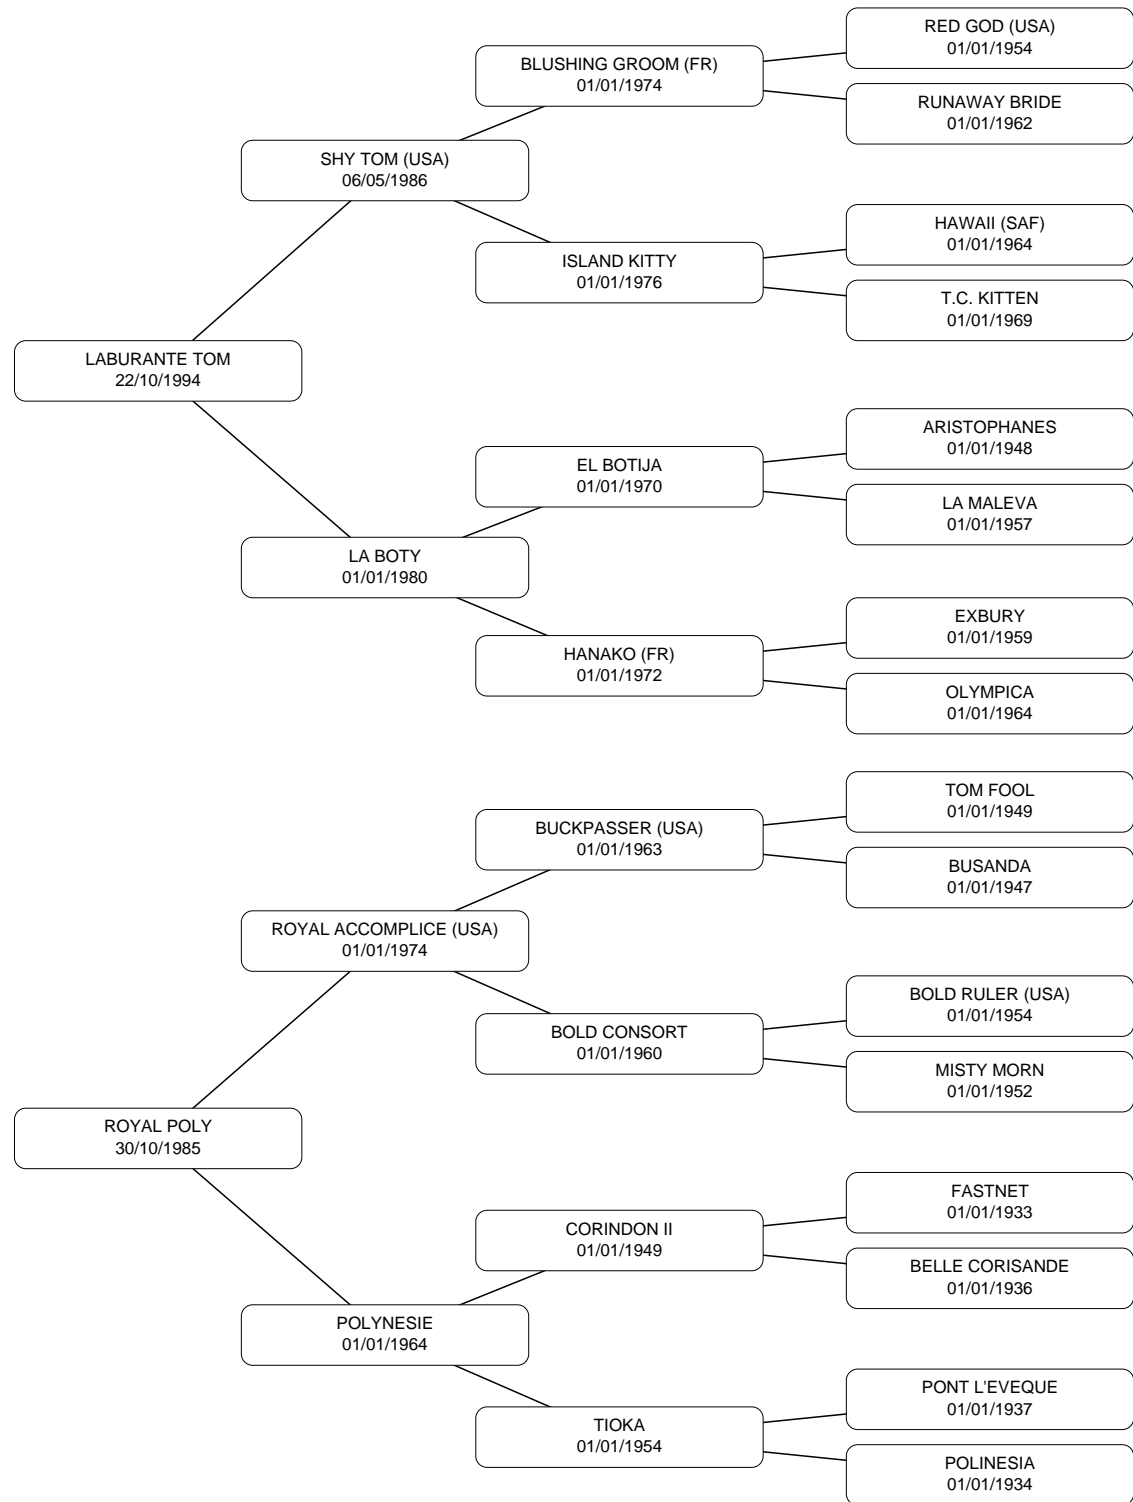 RED GOD (USA)
01/01/1954
BLUSHING GROOM (FR)
01/01/1974
RUNAWAY BRIDE
01/01/1962
SHY TOM (USA)
06/05/1986
HAWAII (SAF)
01/01/1964
ISLAND KITTY
01/01/1976
T.C. KITTEN
01/01/1969
LABURANTE TOM
22/10/1994
ARISTOPHANES
01/01/1948
EL BOTIJA
01/01/1970
LA MALEVA
01/01/1957
LA BOTY
01/01/1980
EXBURY
01/01/1959
HANAKO (FR)
01/01/1972
OLYMPICA
01/01/1964
TOM FOOL
01/01/1949
BUCKPASSER (USA)
01/01/1963
BUSANDA
01/01/1947
ROYAL ACCOMPLICE (USA)
01/01/1974
BOLD RULER (USA)
01/01/1954
BOLD CONSORT
01/01/1960
MISTY MORN
01/01/1952
ROYAL POLY
30/10/1985
FASTNET
01/01/1933
CORINDON II
01/01/1949
BELLE CORISANDE
01/01/1936
POLYNESIE
01/01/1964
PONT L'EVEQUE
01/01/1937
TIOKA
01/01/1954
POLINESIA
01/01/1934